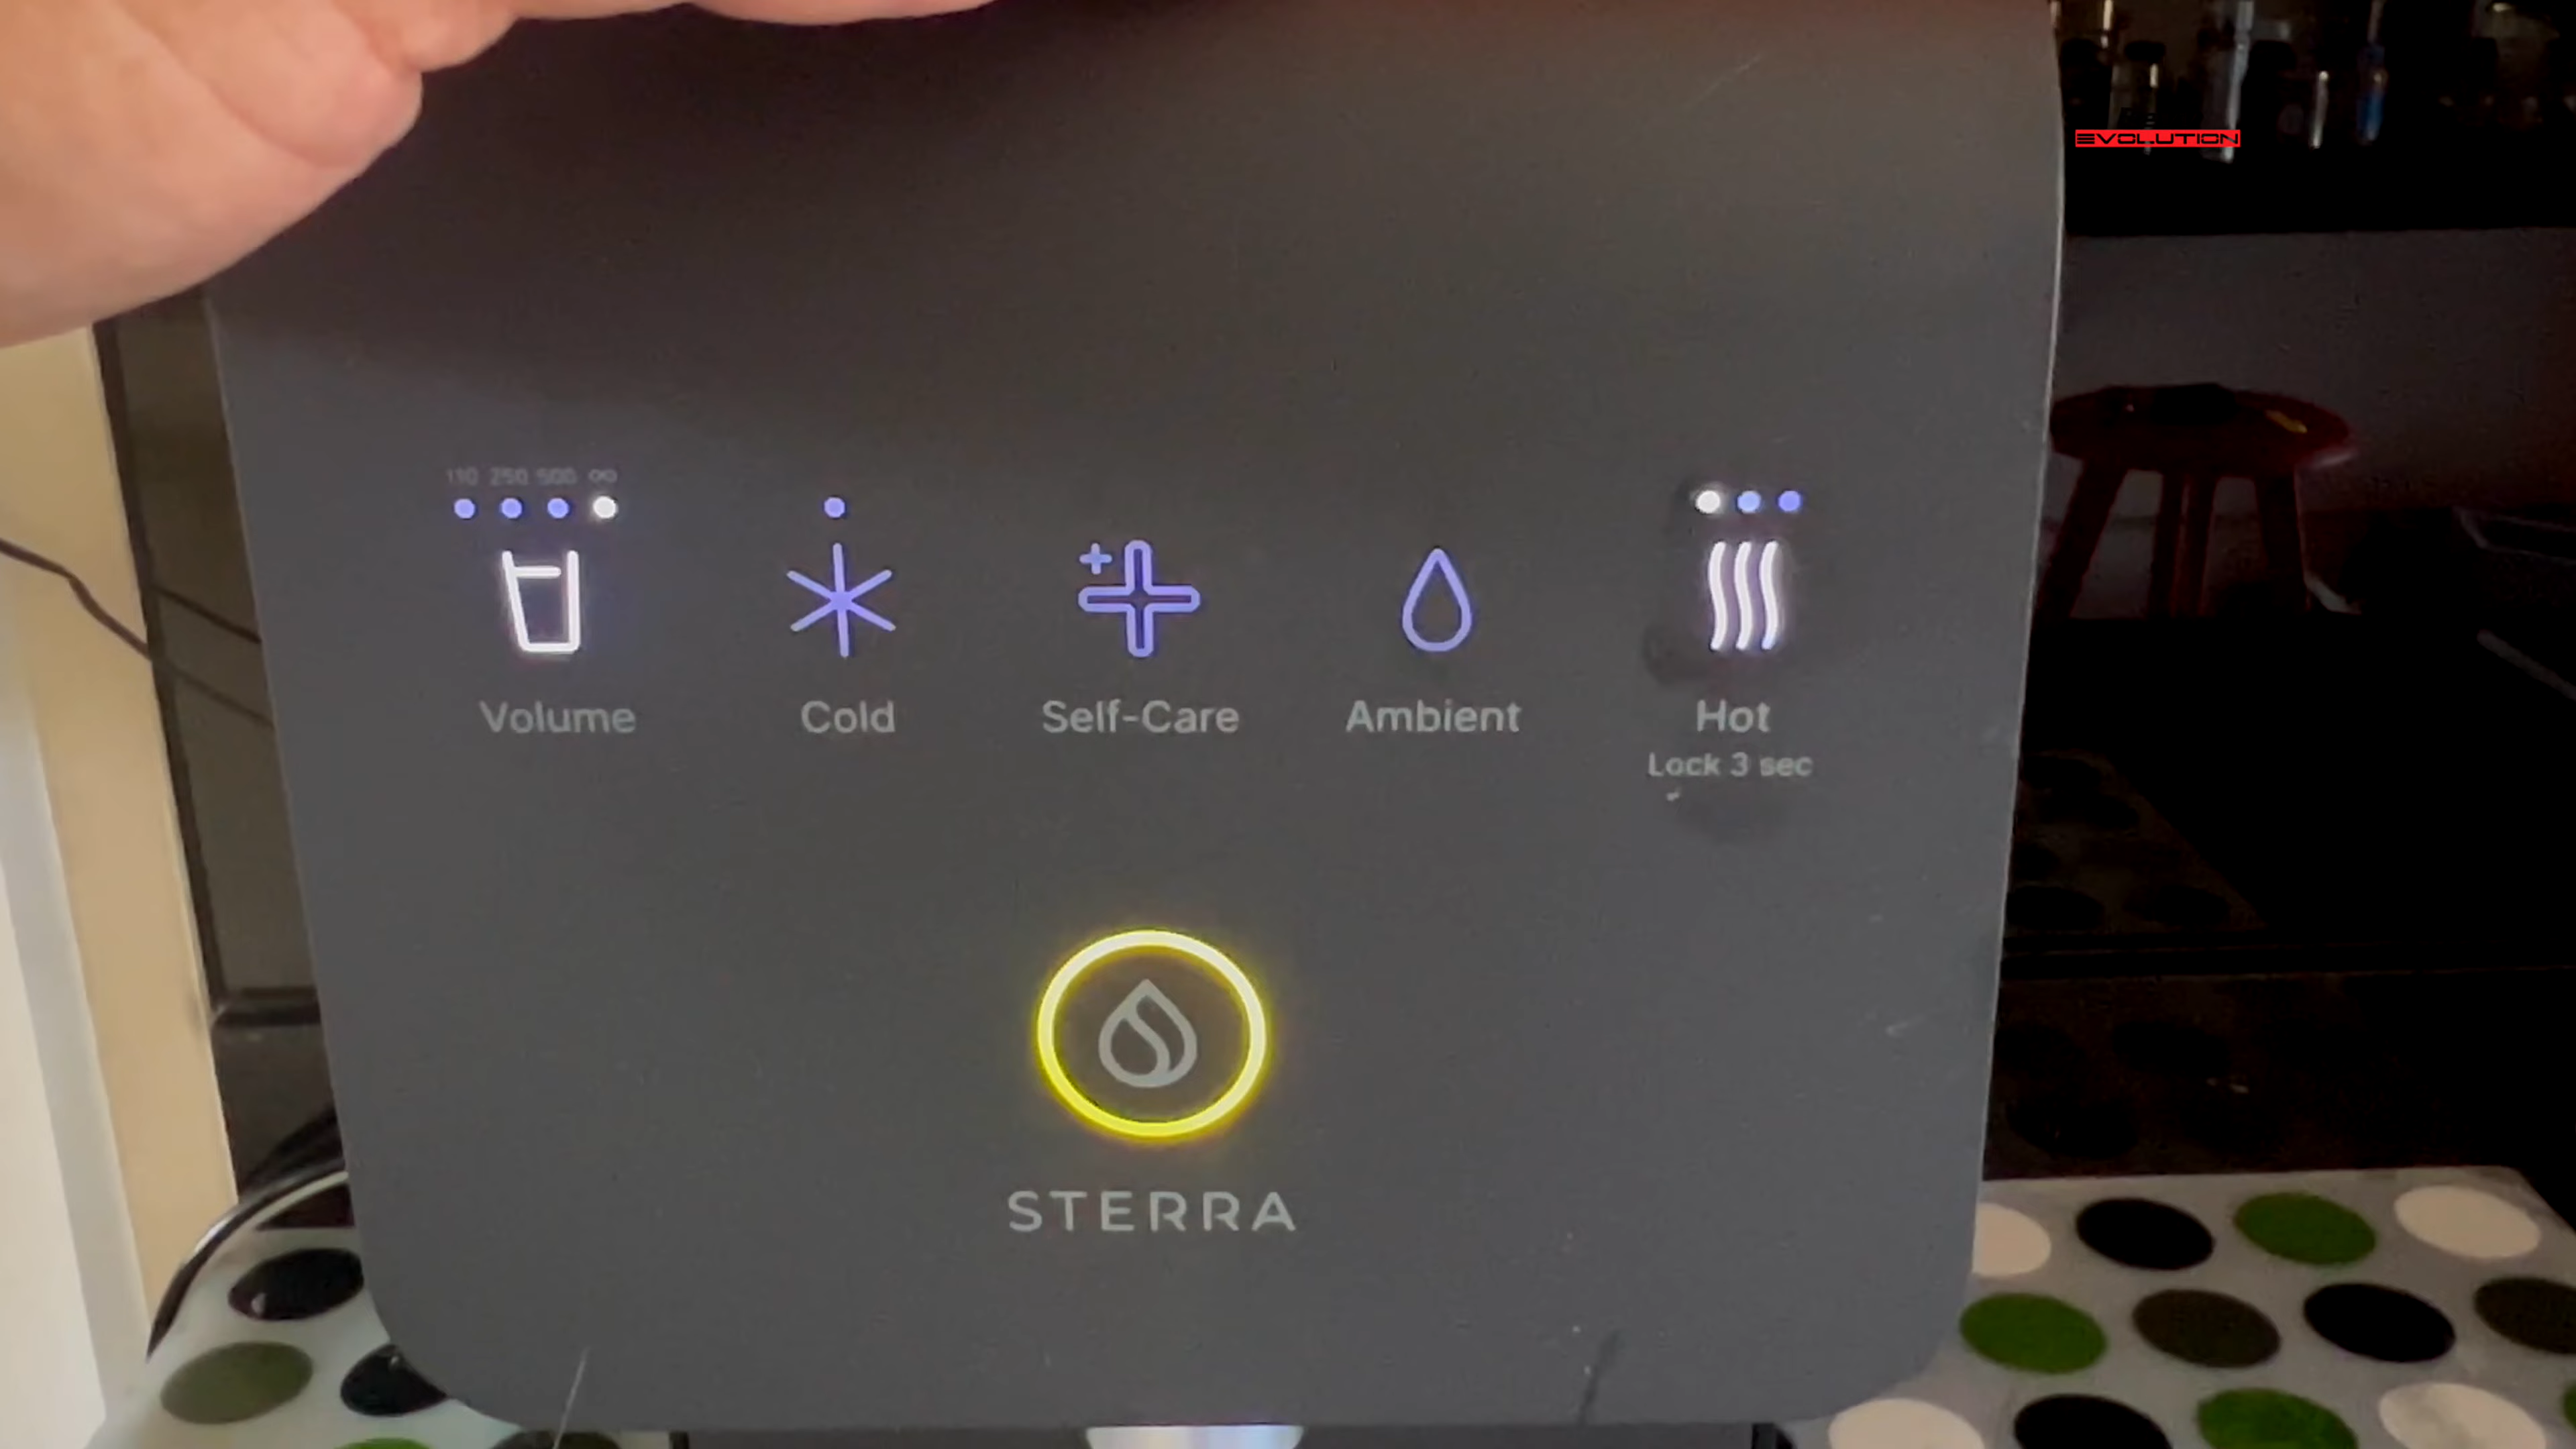 EVOLUTION
110 250 500 ∞
Volume
Cold
Self-Care
Ambient
Hot
Lock 3 sec
STERRA